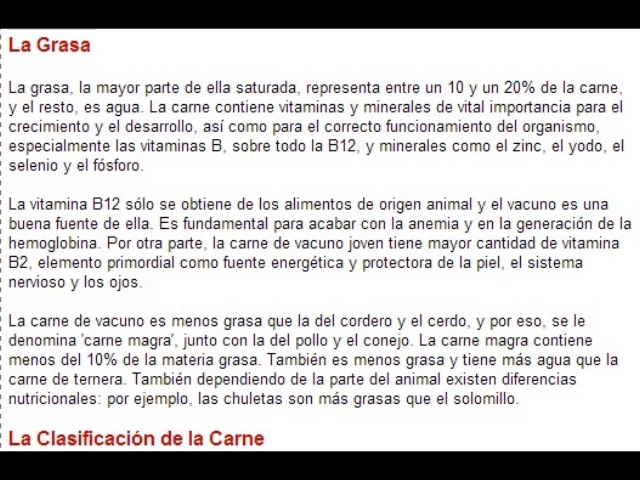 La Grasa
La grasa, la mayor parte de ella saturada, representa entre un 10 y un 20% de la carne,
y el resto, es agua. La carne contiene vitaminas y minerales de vital importancia para el
crecimiento y el desarrollo, así como para el correcto funcionamiento del organismo,
especialmente las vitaminas B, sobre todo la B12, y minerales como el zinc, el yodo, el
selenio y el fósforo.
La vitamina B12 sólo se obtiene de los alimentos de origen animal y el vacuno es una
buena fuente de ella. Es fundamental para acabar con la anemia y en la generación de la
hemoglobina. Por otra parte, la carne de vacuno joven tiene mayor cantidad de vitamina
B2, elemento primordial como fuente energética y protectora de la piel, el sistema
nervioso y los ojos.
La carne de vacuno es menos grasa que la del cordero y el cerdo, y por eso, se le
denomina 'carne magra', junto con la del pollo y el conejo. La carne magra contiene
menos del 10% de la materia grasa. También es menos grasa y tiene más agua que la
carne de ternera. También dependiendo de la parte del animal existen diferencias
nutricionales: por ejemplo, las chuletas son más grasas que el solomillo.
La Clasificación de la Carne